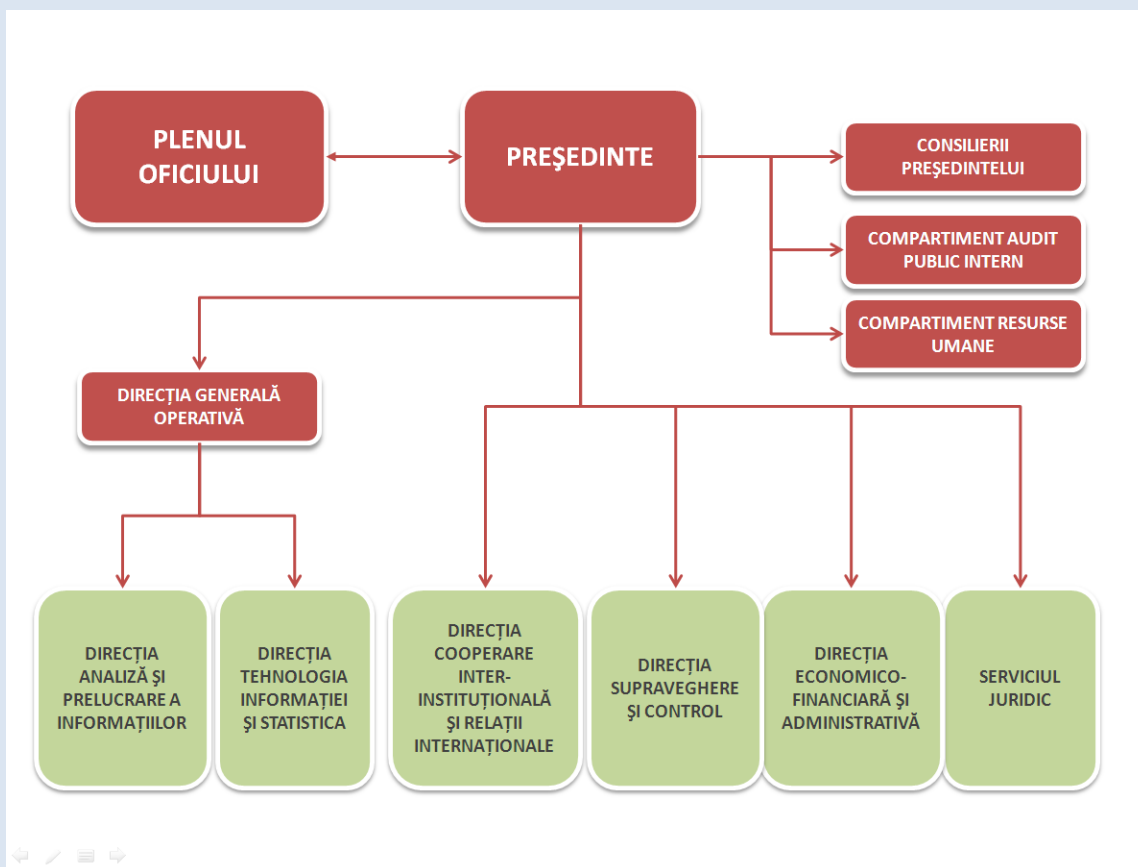 PLENUL
OFICIULUI
PREŞEDINTE
CONSILIERII
PREŞEDINTELUI
COMPARTIMENT AUDIT
PUBLIC INTERN
COMPARTIMENT RESURSE
UMANE
DIRECȚIA GENERALĂ
OPERATIVĂ
DIRECȚIA
ANALIZĂ ŞI
PRELUCRARE A
INFORMAȚIILOR
DIRECȚIA
TEHNOLOGIA
INFORMAȚIEI
ŞI STATISTICA
DIRECȚIA
COOPERARE
INTER-
INSTITUȚIONALĂ
ŞI RELAȚII
INTERNAȚIONALE
DIRECȚIA
SUPRAVEGHERE
ŞI CONTROL
DIRECȚIA
ECONOMICO-
FINANCIARĂ ŞI
ADMINISTRATIVĂ
SERVICIUL
JURIDIC